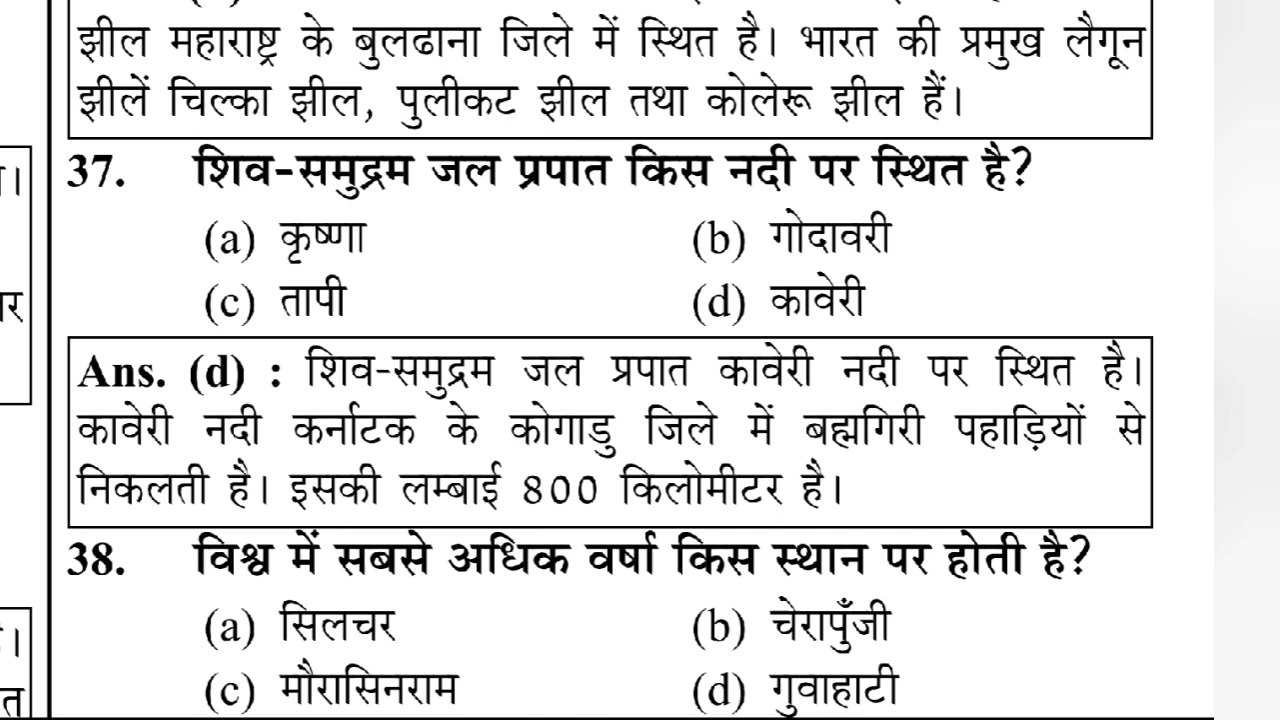 झील महाराष्ट्र के बुलढाना जिले में स्थित है। भारत की प्रमुख लैगून
झीलें चिल्का झील, पुलीकट झील तथा कोलेरू झील हैं।
37. शिव-समुद्रम जल प्रपात किस नदी पर स्थित है?
(a) कृष्णा (b) गोदावरी
(c) तापी (d) कावेरी
Ans. (d) : शिव-समुद्रम जल प्रपात कावेरी नदी पर स्थित है।
कावेरी नदी कर्नाटक के कोगाडु जिले में बह्मगिरी पहाड़ियों से
निकलती है। इसकी लम्बाई 800 किलोमीटर है।
38. विश्व में सबसे अधिक वर्षा किस स्थान पर होती है?
(a) सिलचर (b) चेरापुँजी
(c) मौरासिनराम (d) गुवाहाटी